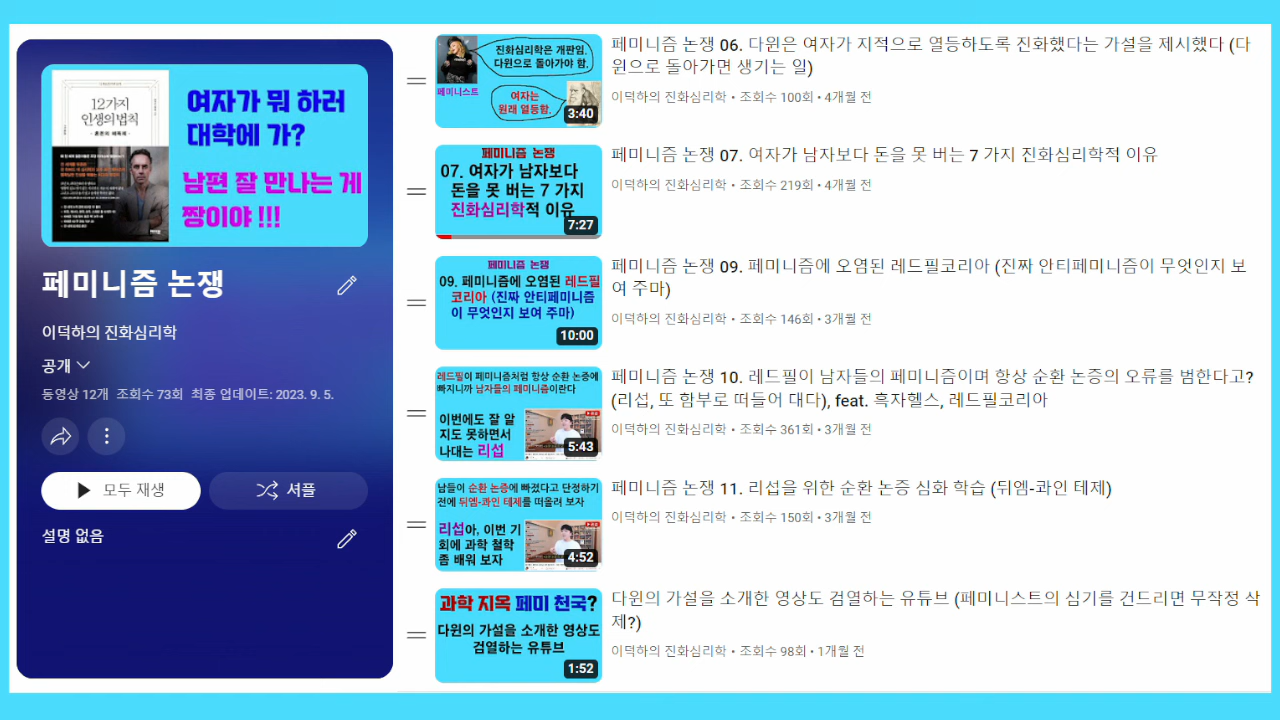 12가지
인생의법칙
여자가 뭐 하러
대학에 가?
남편 잘 만나는 게
짱이야 !!!
페미니즘 논쟁
이덕하의 진화심리학
공개
동영상 12개 조회수 73회 최종 업데이트: 2023. 9. 5.
모두 재생
셔플
설명 없음
진화심리학은 개판임.
다윈으로 돌아가야 함.
페미니스트
여자는
원래 열등함.
3:40
페미니즘 논쟁 06. 다윈은 여자가 지적으로 열등하도록 진화했다는 가설을 제시했다 (다
윈으로 돌아가면 생기는 일)
이덕하의 진화심리학 • 조회수 100회 • 4개월 전
페미니즘 논쟁
07. 여자가 남자보다
돈을 못 버는 7 가지
진화심리학적 이유
7:27
페미니즘 논쟁 07. 여자가 남자보다 돈을 못 버는 7 가지 진화심리학적 이유
이덕하의 진화심리학 • 조회수 219회 • 4개월 전
페미니즘 논쟁
09. 페미니즘에 오염된 레드필
코리아 (진짜 안티페미니즘
이 무엇인지 보여 주마)
10:00
페미니즘 논쟁 09. 페미니즘에 오염된 레드필코리아 (진짜 안티페미니즘이 무엇인지 보
여 주마)
이덕하의 진화심리학 • 조회수 146회 • 3개월 전
레드필이 페미니즘처럼 항상 순환 논증에
빠지니까 남자들의 페미니즘이란다
이번에도 잘 알
지도 못하면서
나대는 리섭
5:43
페미니즘 논쟁 10. 레드필이 남자들의 페미니즘이며 항상 순환 논증의 오류를 범한다고?
(리섭, 또 함부로 떠들어 대다), feat. 흑자헬스, 레드필코리아
이덕하의 진화심리학 • 조회수 361회 • 3개월 전
남들이 순환 논증에 빠졌다고 단정하기
전에 뒤엠-콰인 테제를 떠올려 보자
리섭아, 이번 기
회에 과학 철학
좀 배워 보자
4:52
페미니즘 논쟁 11. 리섭을 위한 순환 논증 심화 학습 (뒤엠-콰인 테제)
이덕하의 진화심리학 • 조회수 150회 • 3개월 전
과학 지옥 페미 천국?
다윈의 가설을 소개한 영상도
검열하는 유튜브
1:52
다윈의 가설을 소개한 영상도 검열하는 유튜브 (페미니스트의 심기를 건드리면 무작정 삭
제?)
이덕하의 진화심리학 • 조회수 98회 • 1개월 전